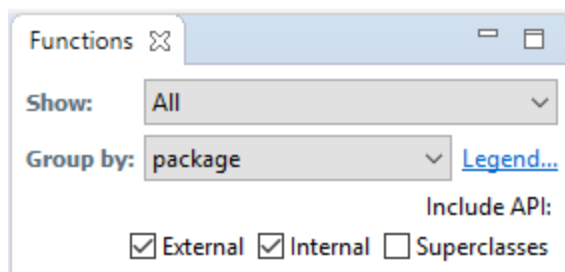 Functions
Show: All
Group by: package Legend...
Include API:
External Internal Superclasses